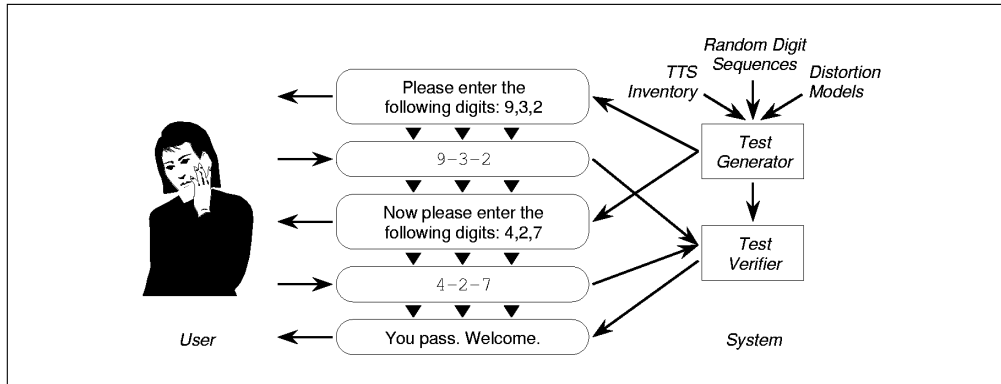 Random Digit
Sequences
TTS
Inventory
Distortion
Models
Please enter the
following digits: 9,3,2
Test
Generator
9-3-2
Now please enter the
following digits: 4,2,7
Test
Verifier
4-2-7
You pass. Welcome.
User
System